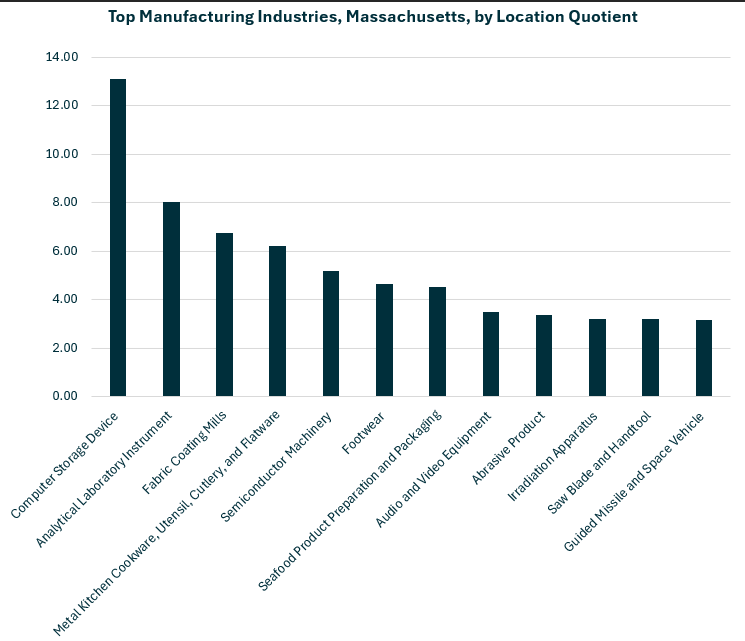 Top Manufacturing Industries, Massachusetts, by Location Quotient
14.00
12.00
10.00
8.00
6.00
4.00
2.00
0.00
Computer Storage Device
Analytical Laboratory Instrument
Fabric Coating Mills
Metal Kitchen Cookware, Utensil, Cutlery, and Flatware
Semiconductor Machinery
Footwear
Seafood Product Preparation and Packaging
Audio and Video Equipment
Abrasive Product
Irradiation Apparatus
Saw Blade and Handtool
Guided Missile and Space Vehicle